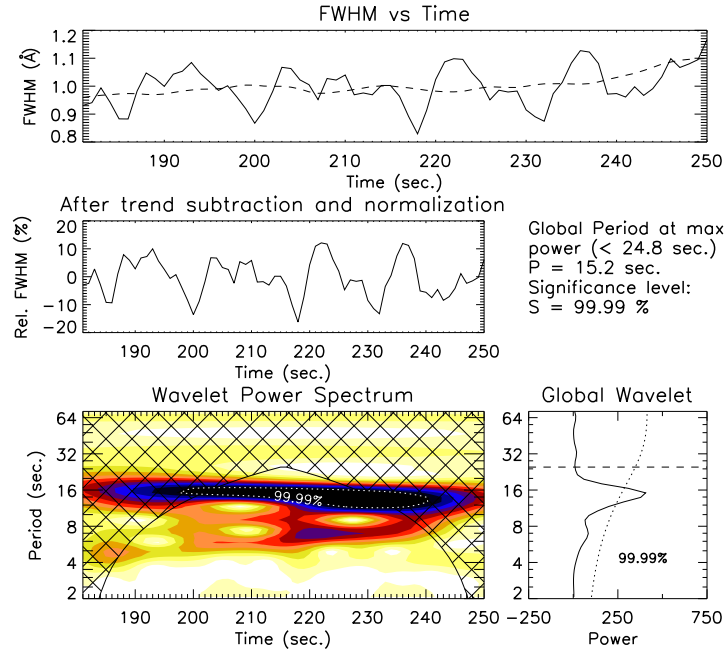 FWHM vs Time
FWHM (Å)
1.2
1.1
1.0
0.9
0.8
190 200 210 220 230 240 250
Time (sec.)
After trend subtraction and normalization
Rel. FWHM (%)
20
10
0
−10
−20
190 200 210 220 230 240 250
Time (sec.)
Global Period at max
power (< 24.8 sec.)
P = 15.2 sec.
Significance level:
S = 99.99 %
Wavelet Power Spectrum
Period (sec.)
64
32
16
8
4
2
99.99%
190 200 210 220 230 240 250
Time (sec.)
Global Wavelet
64
32
16
8
4
2
99.99%
−250 250 750
Power